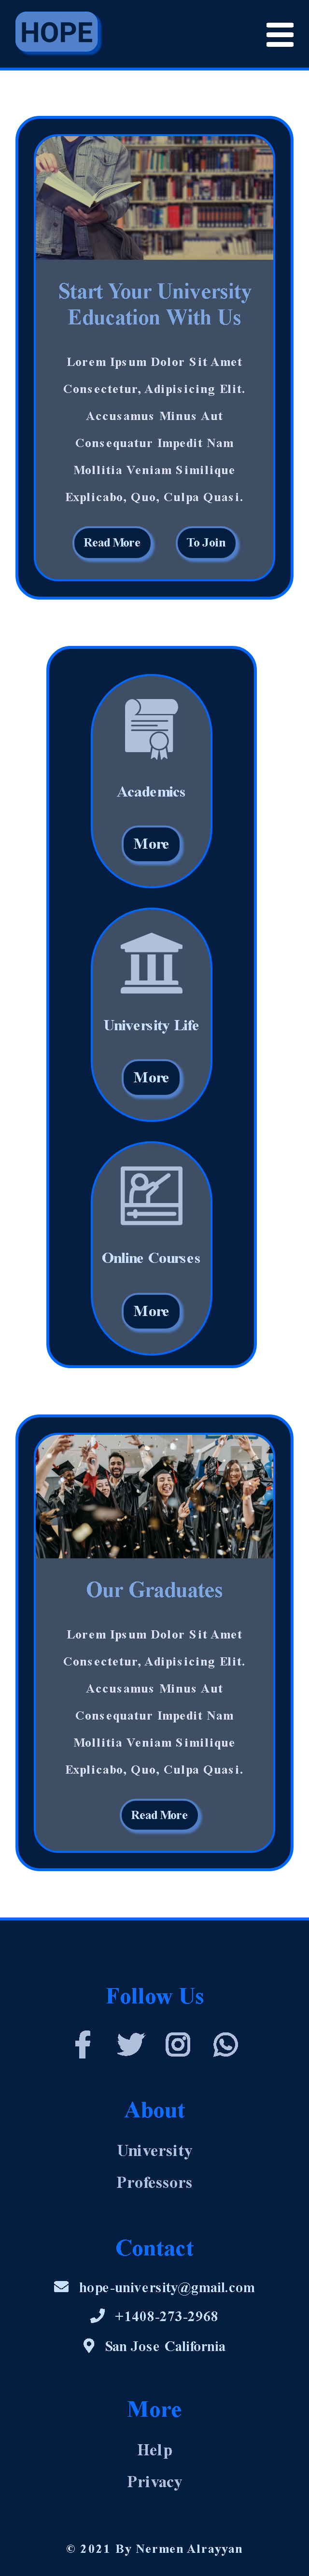 HOPE
Start Your University
Education With Us
Lorem Ipsum Dolor Sit Amet
Consectetur, Adipisicing Elit.
Accusamus Minus Aut
Consequatur Impedit Nam
Mollitia Veniam Similique
Explicabo, Quo, Culpa Quasi.
Read More To Join
Academics
More
University Life
More
Online Courses
More
Our Graduates
Lorem Ipsum Dolor Sit Amet
Consectetur, Adipisicing Elit.
Accusamus Minus Aut
Consequatur Impedit Nam
Mollitia Veniam Similique
Explicabo, Quo, Culpa Quasi.
Read More
Follow Us
About
University
Professors
Contact
hope-university@gmail.com
+1408-273-2968
San Jose California
More
Help
Privacy
© 2021 By Nermen Alrayyan